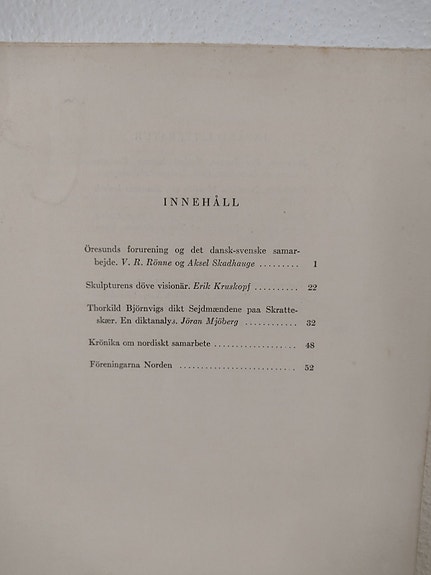 INNEHÅLL
Öresunds forurening og det dansk-svenske samar-
bejde. V. R. Rönne og Aksel Skadhauge ......... 1
Skulpturens döve visionär. Erik Kruskopf .......... 22
Thorkild Björnvigs dikt Sejdmændene paa Skratte-
skær. En diktanalys. Jöran Mjöberg ............ 32
Krönika om nordiskt samarbete ................... 48
Föreningarna Norden .......................... 52